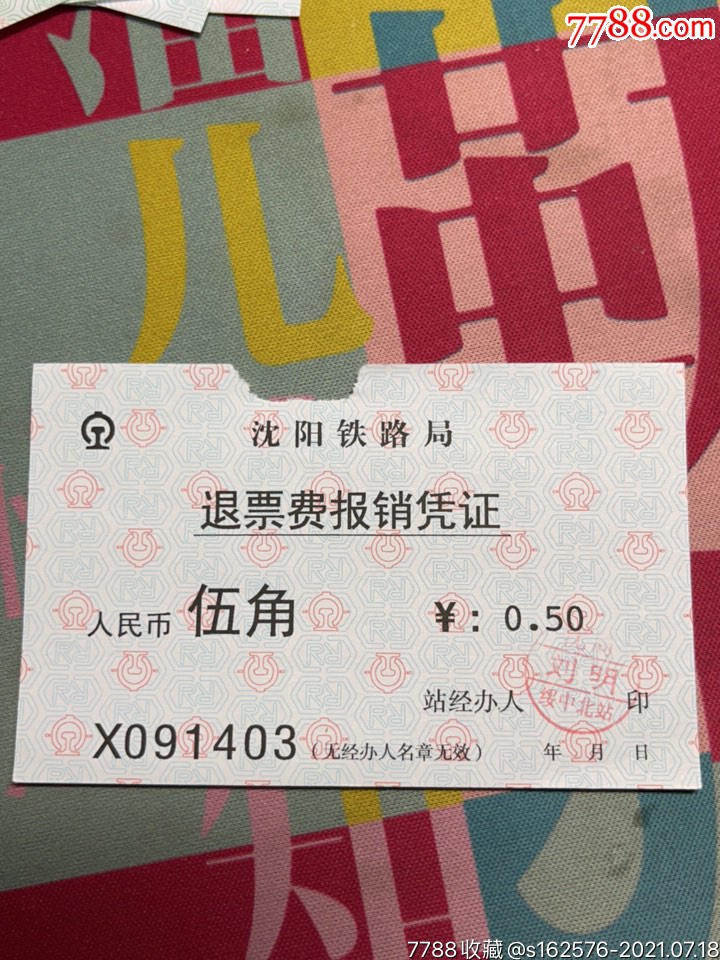 7788.com
沈阳铁路局
退票费报销凭证
人民币 伍角 ¥: 0.50
刘明
绥中北站
站经办人 印
X091403 (无经办人名章无效) 年 月 日
7788收藏@s162576-2021.07.18